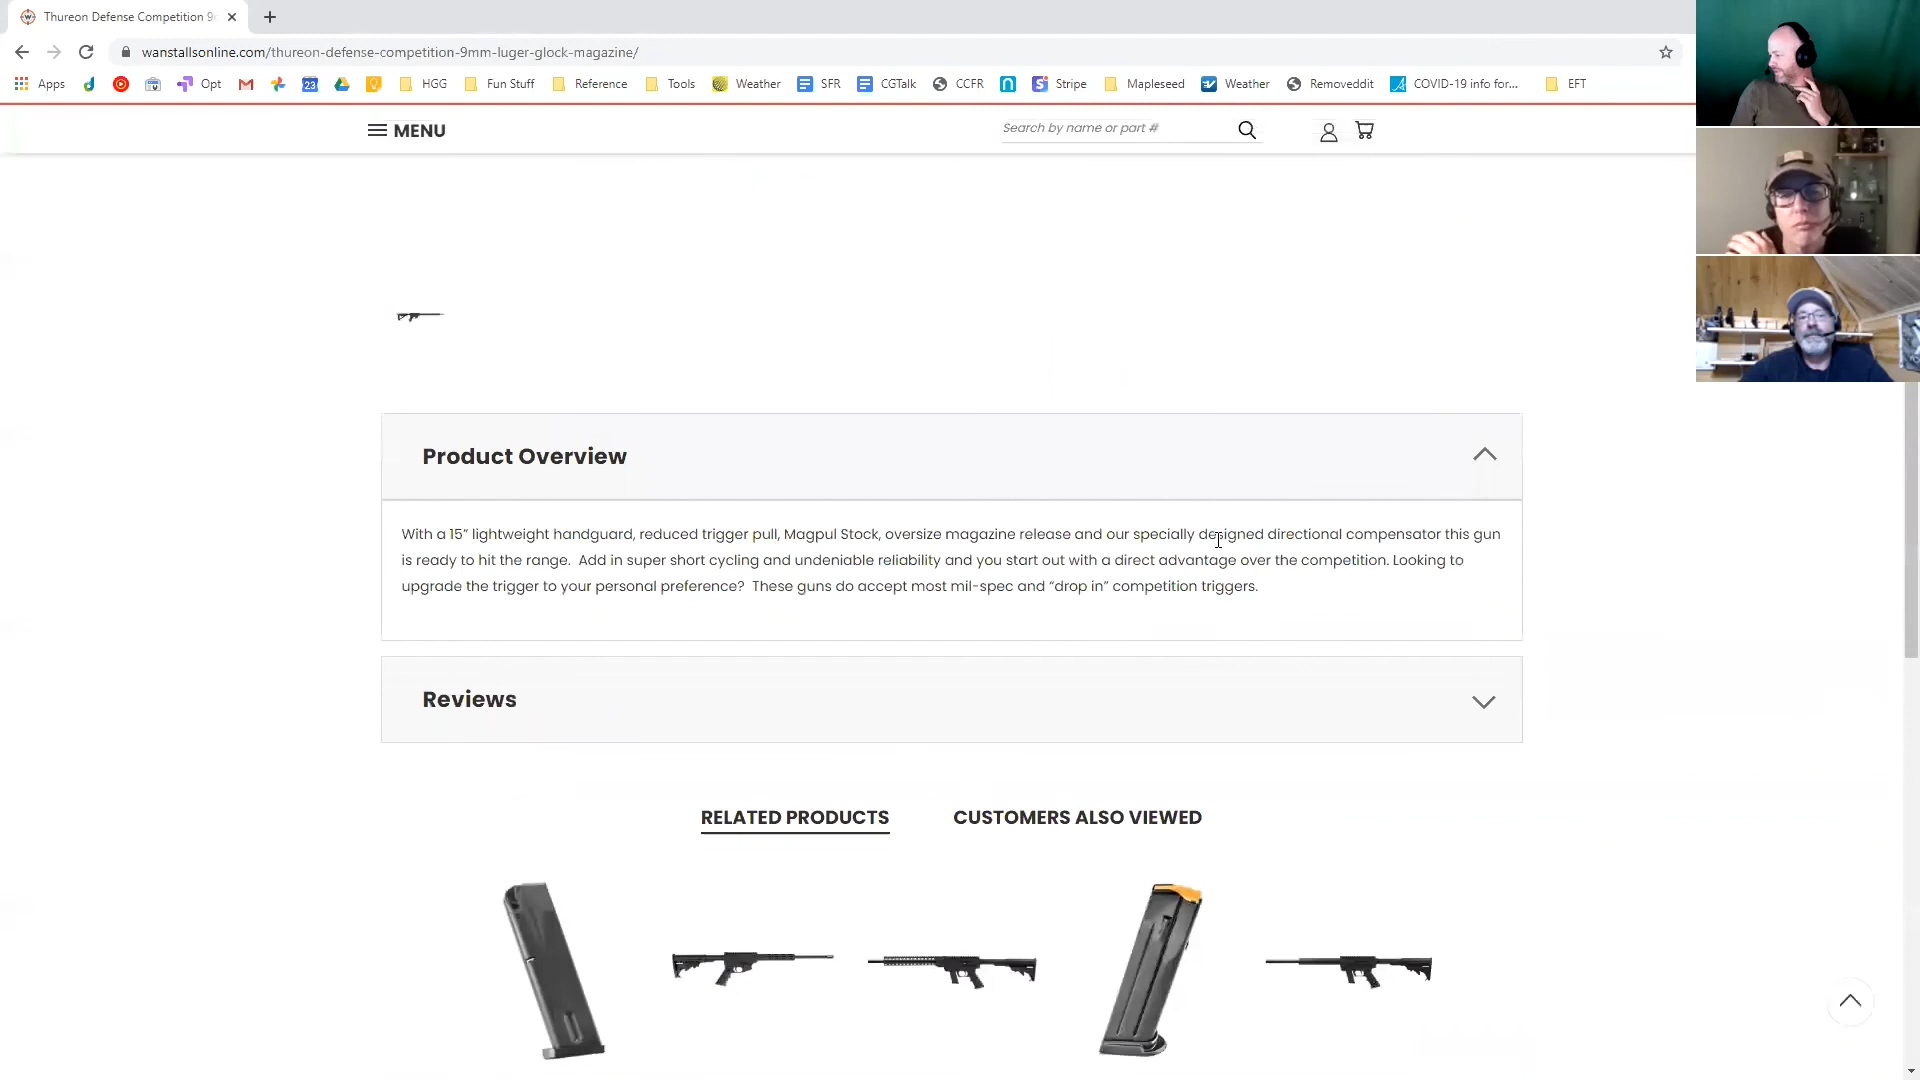 Thureon Defense Competition 9
wanstallsonline.com/thureon-defense-competition-9mm-luger-glock-magazine/
Apps Opt 23 HGG Fun Stuff Reference Tools Weather SFR CGTalk CCFR Stripe Mapleseed Weather Removeddit COVID-19 info for... EFT
MENU
Search by name or part #
Product Overview
With a 15” lightweight handguard, reduced trigger pull, Magpul Stock, oversize magazine release and our specially designed directional compensator this gun
is ready to hit the range. Add in super short cycling and undeniable reliability and you start out with a direct advantage over the competition. Looking to
upgrade the trigger to your personal preference? These guns do accept most mil-spec and “drop in” competition triggers.
Reviews
RELATED PRODUCTS
CUSTOMERS ALSO VIEWED